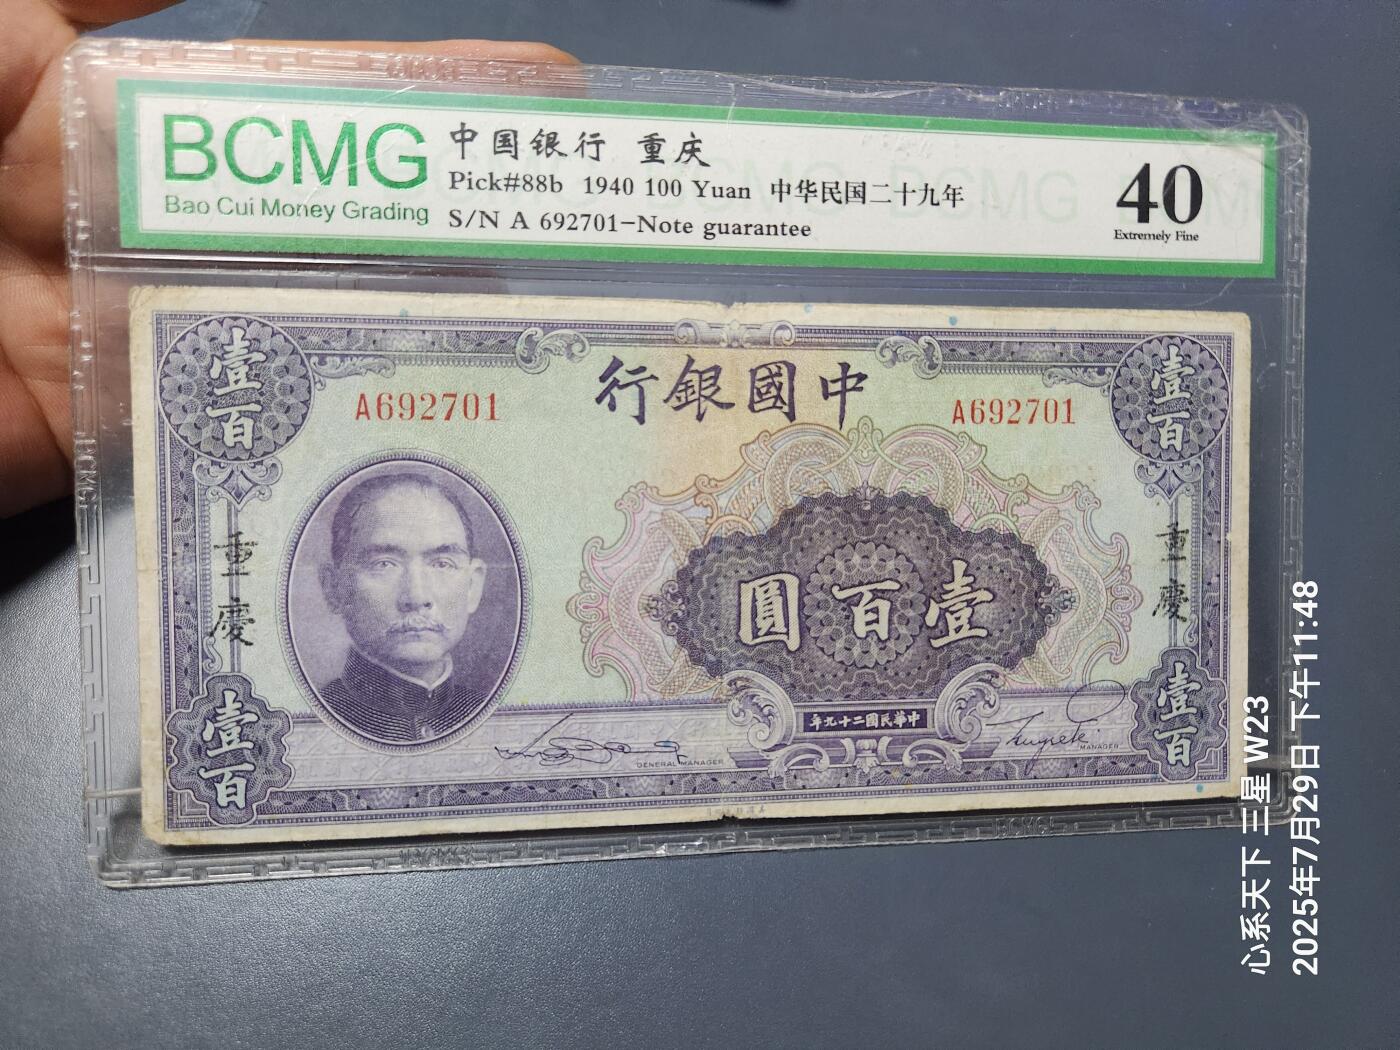 BCMG
Bao Cui Money Grading
中国银行 重庆
Pick#88b 1940 100 Yuan 中华民国二十九年
S/N A 692701-Note guarantee
40
Extremely Fine
行銀國中
壹百
壹百
A692701
A692701
重慶
重慶
圓百壹
年九十二國民華中
GENERAL MANAGER
MANAGER
壹百
壹百
BCMG
BCMG
BCMG
心系天下 三星 W23
2025年7月29日 下午11:48